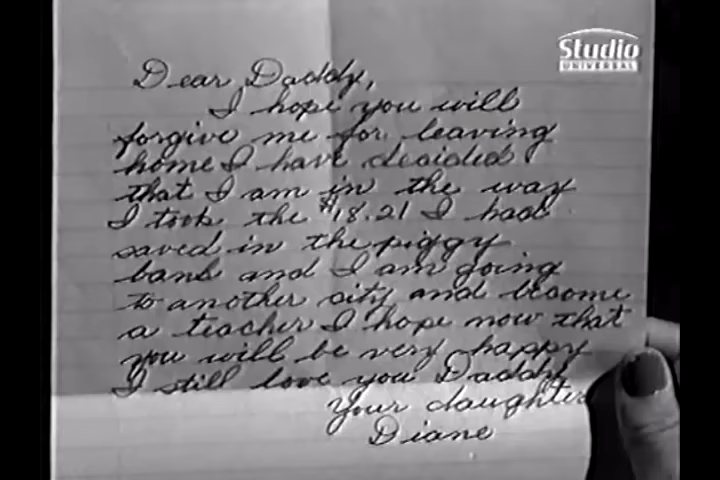 Studio
UNIVERSAL
Dear Daddy,
I hope you will
forgive me for leaving
home I have decided
that I am in the way
I took the $18.21 I had
saved in the piggy
bank and I am going
to another city and become
a teacher I hope now that
you will be very happy
I still love you Daddy
Your daughter
Diane